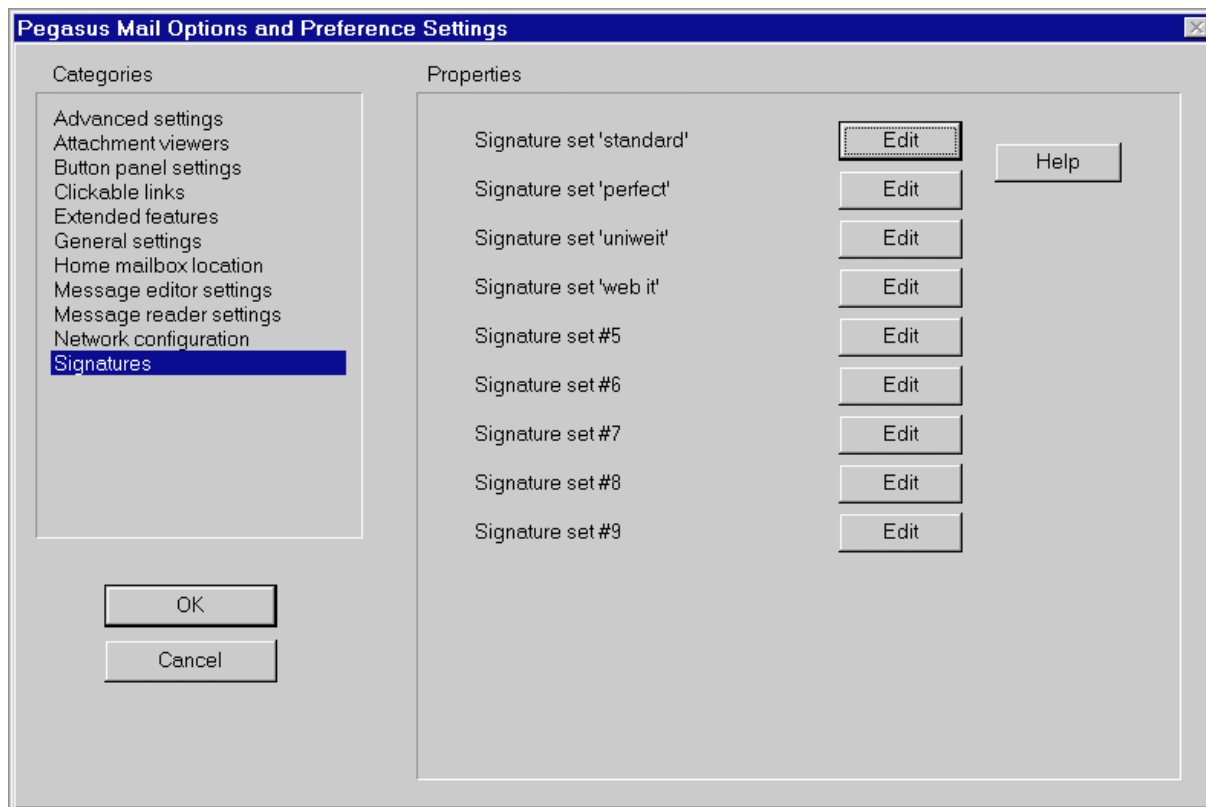 Pegasus Mail Options and Preference Settings
Categories
Advanced settings
Attachment viewers
Button panel settings
Clickable links
Extended features
General settings
Home mailbox location
Message editor settings
Message reader settings
Network configuration
Signatures
OK
Cancel
Properties
Signature set 'standard' Edit
Signature set 'perfect' Edit
Signature set 'uniweit' Edit
Signature set 'web it' Edit
Signature set #5 Edit
Signature set #6 Edit
Signature set #7 Edit
Signature set #8 Edit
Signature set #9 Edit
Help